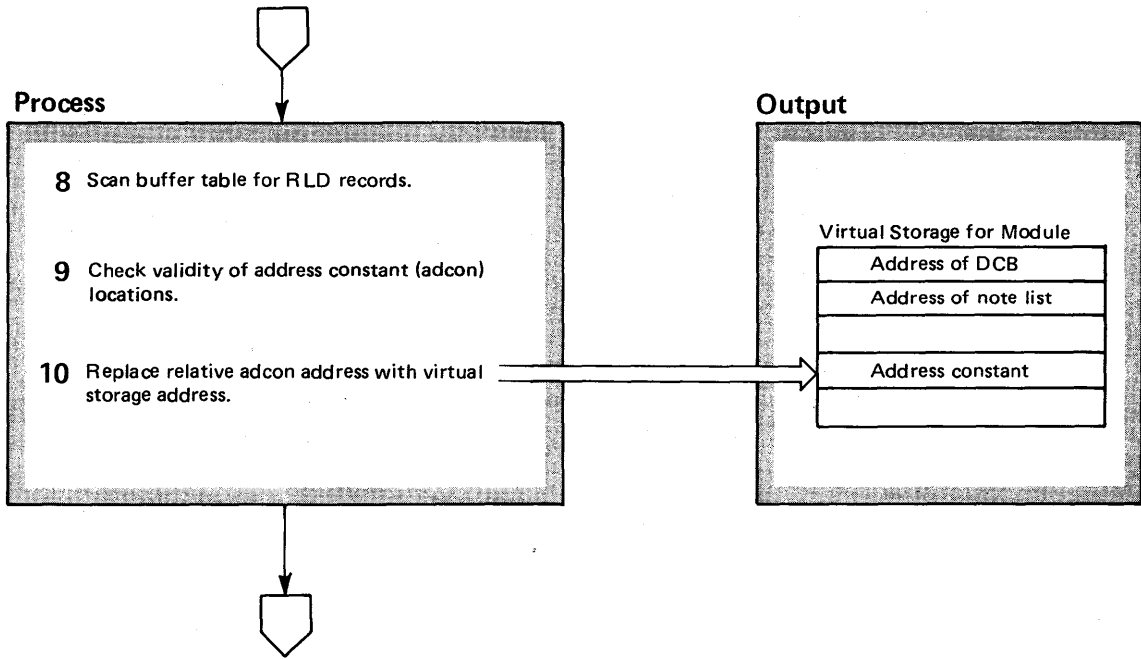 Process
8 Scan buffer table for RLD records.
9 Check validity of address constant (adcon)
locations.
10 Replace relative adcon address with virtual
storage address.
Output
Virtual Storage for Module
Address of DCB
Address of note list
Address constant